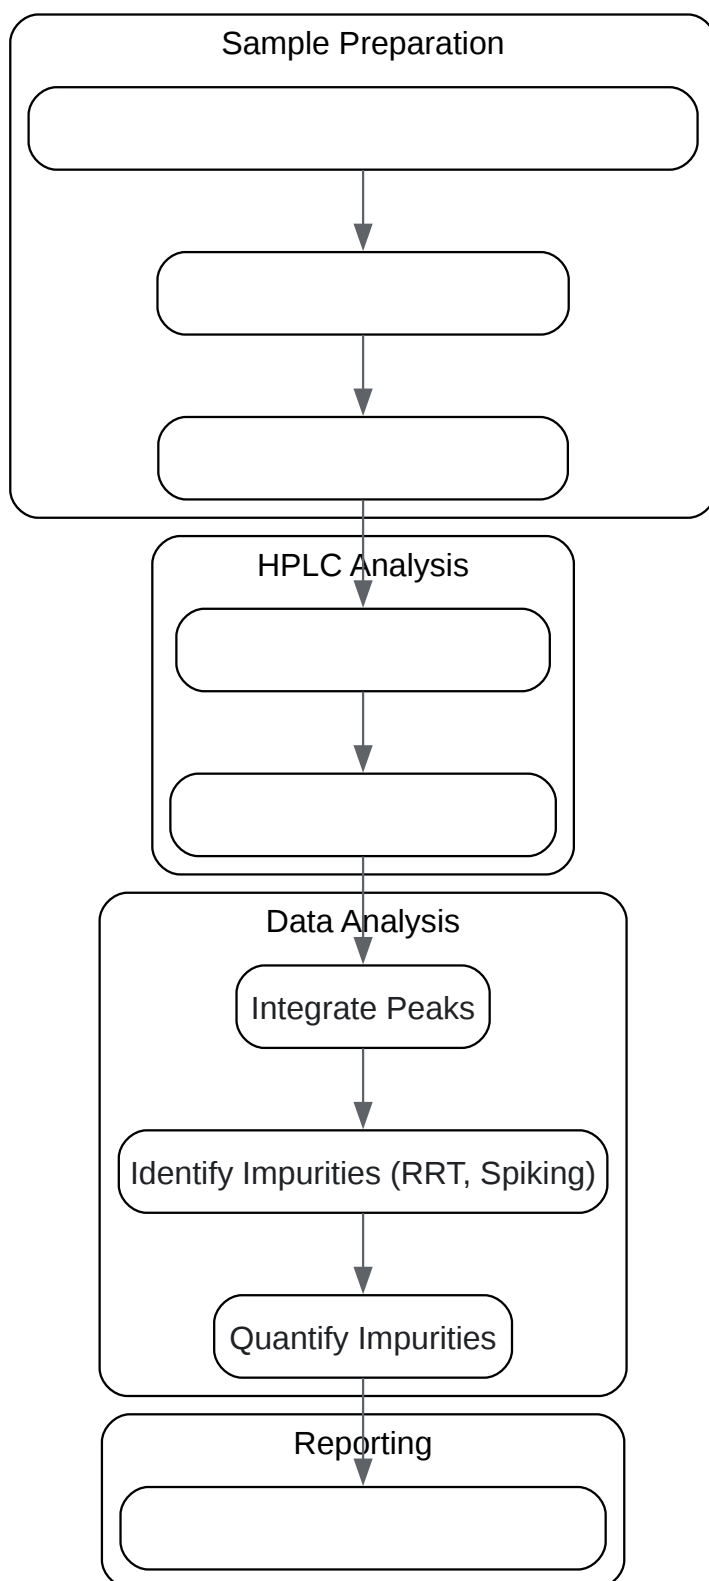 Sample Preparation
HPLC Analysis
Data Analysis
Integrate Peaks
Identify Impurities (RRT, Spiking)
Quantify Impurities
Reporting